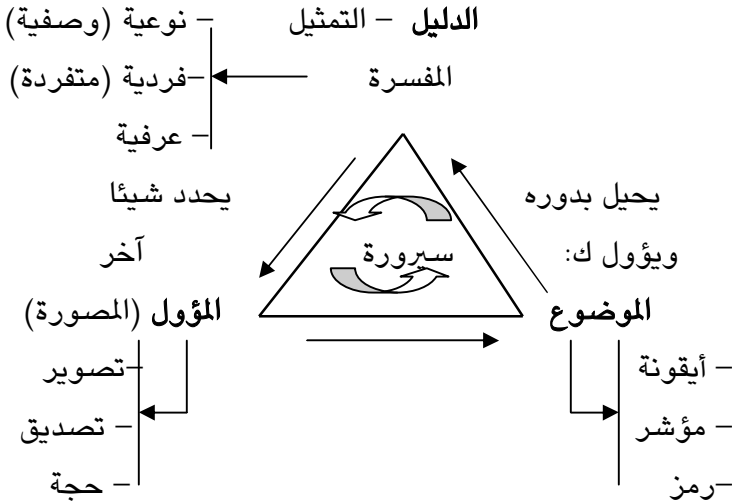 الدليل – التمثيل
– نوعية (وصفية)
المفسرة
–فردية (متفردة)
– عرفية
يحيل بدوره
يحدد شيئا
ويؤول ك:
سيرورة
آخر
الموضوع
المؤول (المصورة)
– أيقونة
–تصوير
– مؤشر
– تصديق
–رمز
– حجة